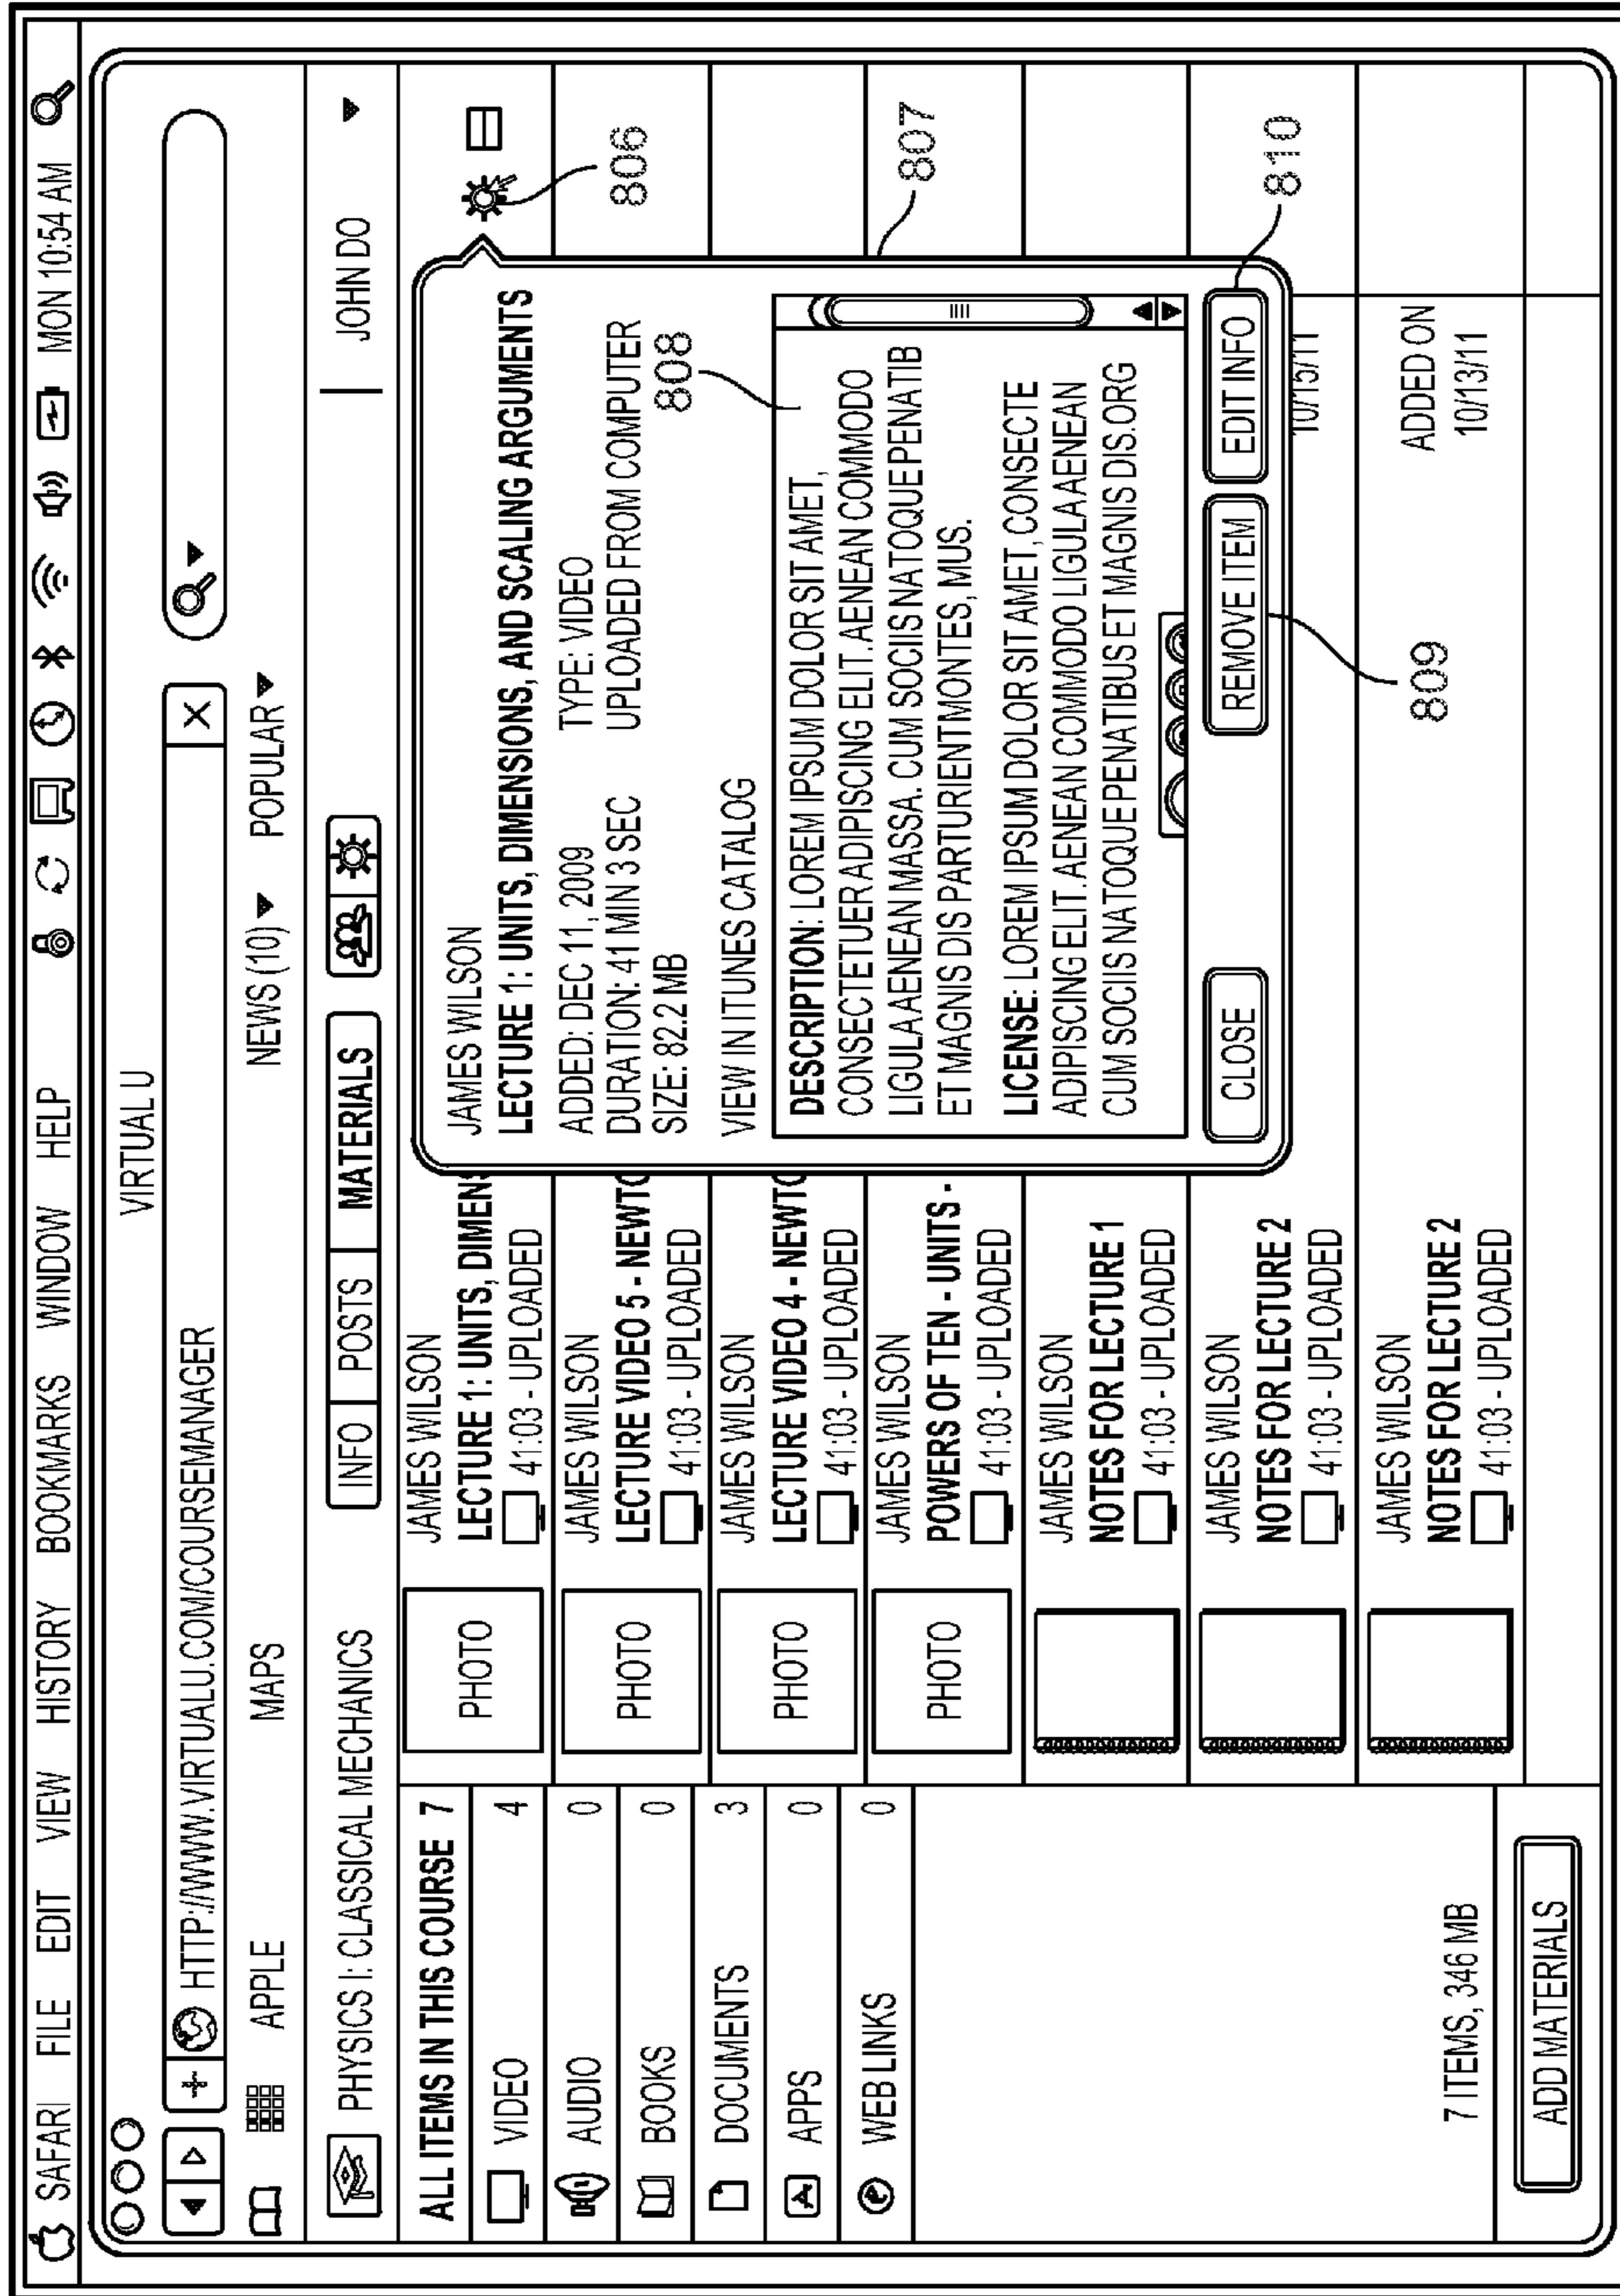 SAFARI FILE EDIT VIEW HISTORY BOOKMARKS WINDOW HELP MON 10:54 AM
VIRTUAL U
HTTP://WWW.VIRTUALU.COM/COURSEMANAGER X
APPLE MAPS NEWS (10) POPULAR
PHYSICS I: CLASSICAL MECHANICS INFO POSTS MATERIALS JOHN DO
ALL ITEMS IN THIS COURSE 7
VIDEO 4
AUDIO 0
BOOKS 0
DOCUMENTS 3
APPS 0
WEB LINKS 0
7 ITEMS, 346 MB
ADD MATERIALS
PHOTO
JAMES WILSON
LECTURE 1: UNITS, DIMENS
41:03 - UPLOADED
PHOTO
JAMES WILSON
LECTURE VIDEO 5 - NEWTO
41:03 - UPLOADED
PHOTO
JAMES WILSON
LECTURE VIDEO 4 - NEWTO
41:03 - UPLOADED
PHOTO
JAMES WILSON
POWERS OF TEN - UNITS -
41:03 - UPLOADED
JAMES WILSON
NOTES FOR LECTURE 1
41:03 - UPLOADED
JAMES WILSON
NOTES FOR LECTURE 2
41:03 - UPLOADED
10/15/11
JAMES WILSON
NOTES FOR LECTURE 2
41:03 - UPLOADED
ADDED ON
10/13/11
JAMES WILSON
LECTURE 1: UNITS, DIMENSIONS, AND SCALING ARGUMENTS
ADDED: DEC 11, 2009 TYPE: VIDEO
DURATION: 41 MIN 3 SEC UPLOADED FROM COMPUTER
SIZE: 82.2 MB
VIEW IN ITUNES CATALOG
DESCRIPTION: LOREM IPSUM DOLOR SIT AMET,
CONSECTETUER ADIPISCING ELIT. AENEAN COMMODO
LIGULA AENEAN MASSA. CUM SOCIIS NATOQUE PENATIB
ET MAGNIS DIS PARTURIENT MONTES, MUS.
LICENSE: LOREM IPSUM DOLOR SIT AMET, CONSECTE
ADIPISCING ELIT. AENEAN COMMODO LIGULA AENEAN
CUM SOCIIS NATOQUE PENATIBUS ET MAGNIS DIS.ORG
CLOSE REMOVE ITEM EDIT INFO
806
807
808
809
810